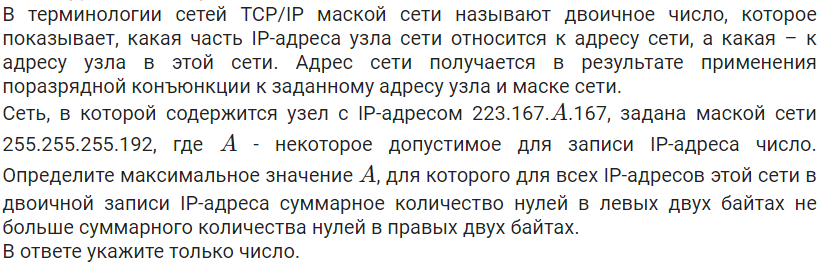 В терминологии сетей TCP/IP маской сети называют двоичное число, которое
показывает, какая часть IP-адреса узла сети относится к адресу сети, а какая – к
адресу узла в этой сети. Адрес сети получается в результате применения
поразрядной конъюнкции к заданному адресу узла и маске сети.
Сеть, в которой содержится узел с IP-адресом 223.167.A.167, задана маской сети
255.255.255.192, где A - некоторое допустимое для записи IP-адреса число.
Определите максимальное значение A, для которого для всех IP-адресов этой сети в
двоичной записи IP-адреса суммарное количество нулей в левых двух байтах не
больше суммарного количества нулей в правых двух байтах.
В ответе укажите только число.